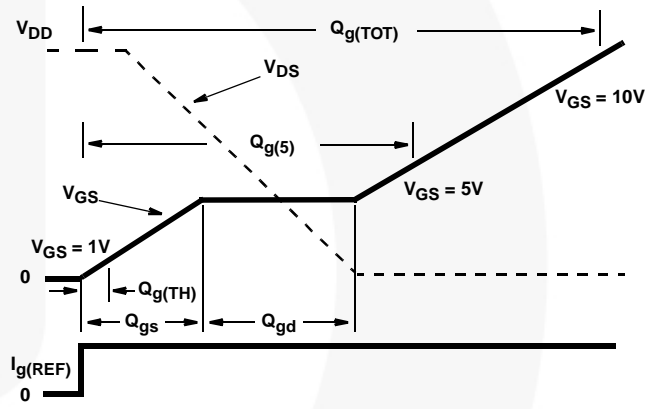 V_DD
Q_g(TOT)
V_DS
V_GS = 10V
Q_g(5)
V_GS
V_GS = 5V
V_GS = 1V
0
Q_g(TH)
Q_gs
Q_gd
I_g(REF)
0